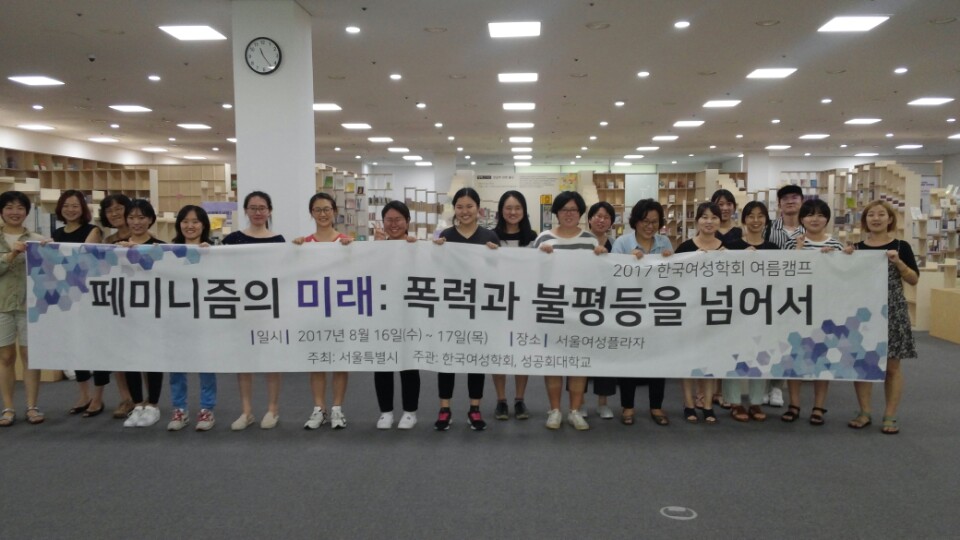 2017 한국여성학회 여름캠프
페미니즘의 미래: 폭력과 불평등을 넘어서
|일시| 2017년 8월 16일(수) ~ 17일(목) |장소| 서울여성플라자
주최: 서울특별시 주관: 한국여성학회, 성공회대학교